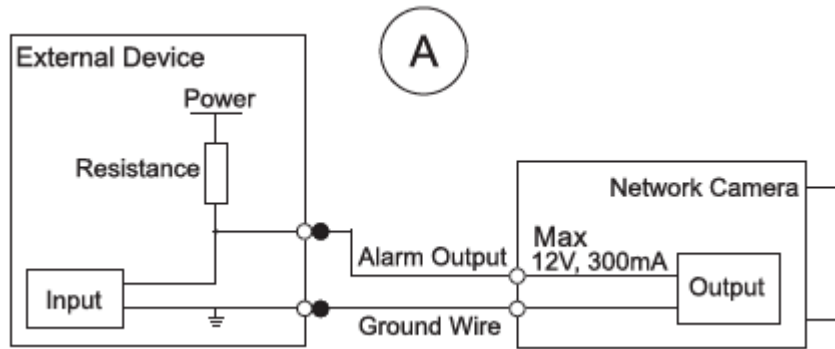 A
External Device
Power
Resistance
Network Camera
Alarm Output
Max
12V, 300mA
Input
Output
Ground Wire